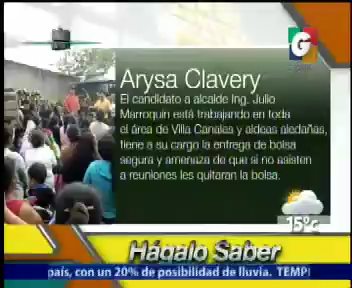 G
Arysa Clavery
El candidato a alcalde Ing. Julio
Marroquin está trabajando en toda
el área de Villa Canales y aldeas aledañas,
tiene a su cargo la entrega de bolsa
segura y amenaza de que si no asisten
a reuniones les quitaran la bolsa.
15°c
Hágalo Saber
país, con un 20% de posibilidad de lluvia. TEMP